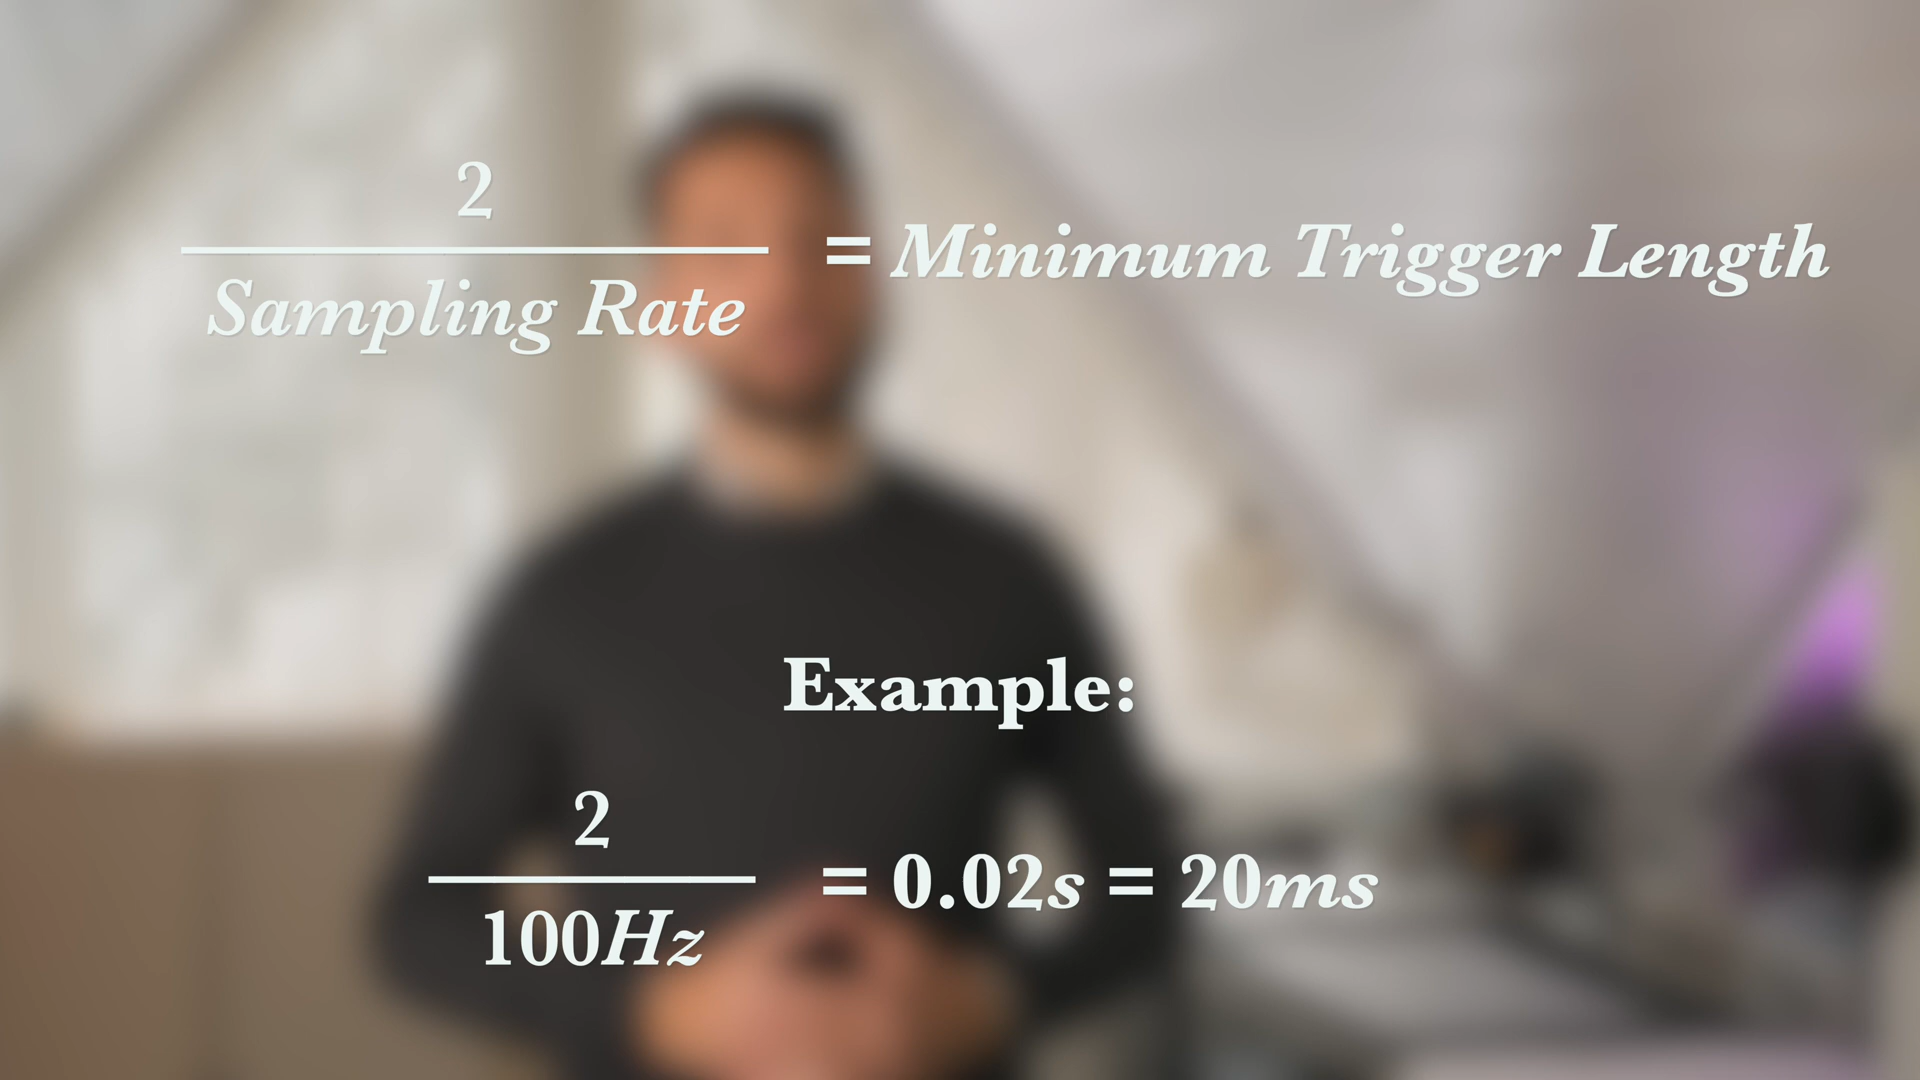 2
Sampling Rate
= Minimum Trigger Length
Example:
2
100Hz
= 0.02s = 20ms